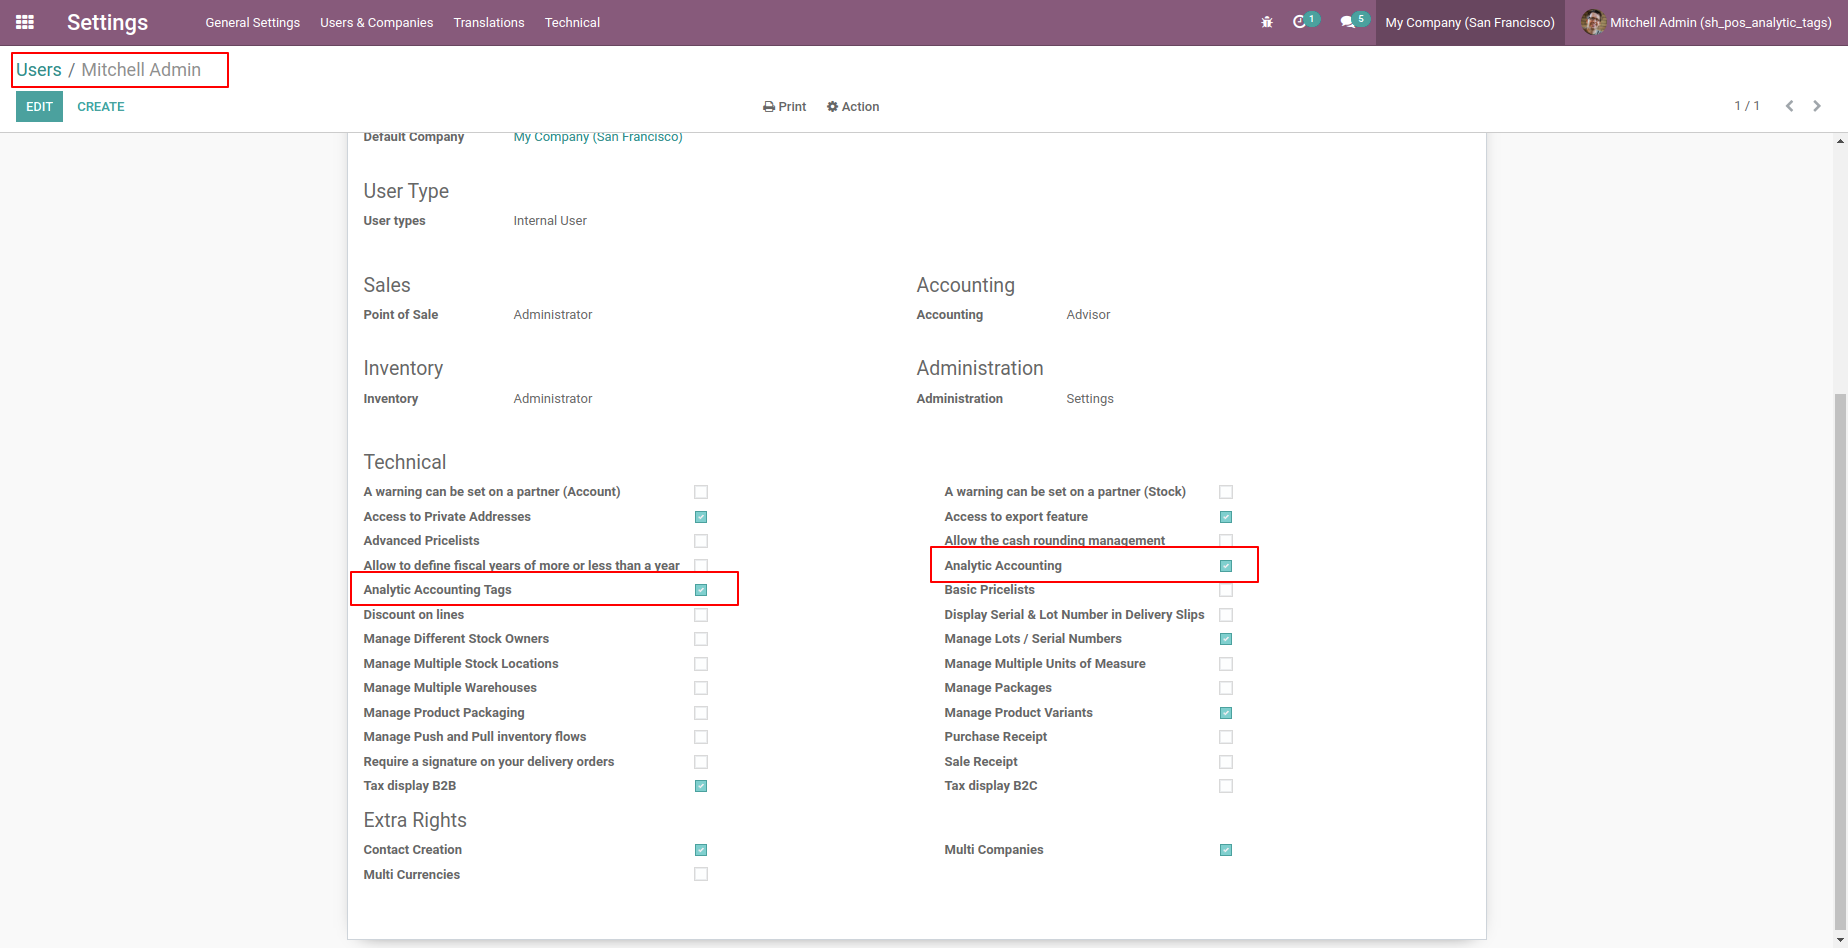 Settings General Settings Users & Companies Translations Technical 1 5 My Company (San Francisco) Mitchell Admin (sh_pos_analytic_tags)
Users / Mitchell Admin
EDIT CREATE Print Action 1 / 1
Default Company My Company (San Francisco)
User Type
User types Internal User
Sales Accounting
Point of Sale Administrator Accounting Advisor
Inventory Administration
Inventory Administrator Administration Settings
Technical
A warning can be set on a partner (Account) A warning can be set on a partner (Stock)
Access to Private Addresses Access to export feature
Advanced Pricelists Allow the cash rounding management
Allow to define fiscal years of more or less than a year Analytic Accounting
Analytic Accounting Tags Basic Pricelists
Discount on lines Display Serial & Lot Number in Delivery Slips
Manage Different Stock Owners Manage Lots / Serial Numbers
Manage Multiple Stock Locations Manage Multiple Units of Measure
Manage Multiple Warehouses Manage Packages
Manage Product Packaging Manage Product Variants
Manage Push and Pull inventory flows Purchase Receipt
Require a signature on your delivery orders Sale Receipt
Tax display B2B Tax display B2C
Extra Rights
Contact Creation Multi Companies
Multi Currencies